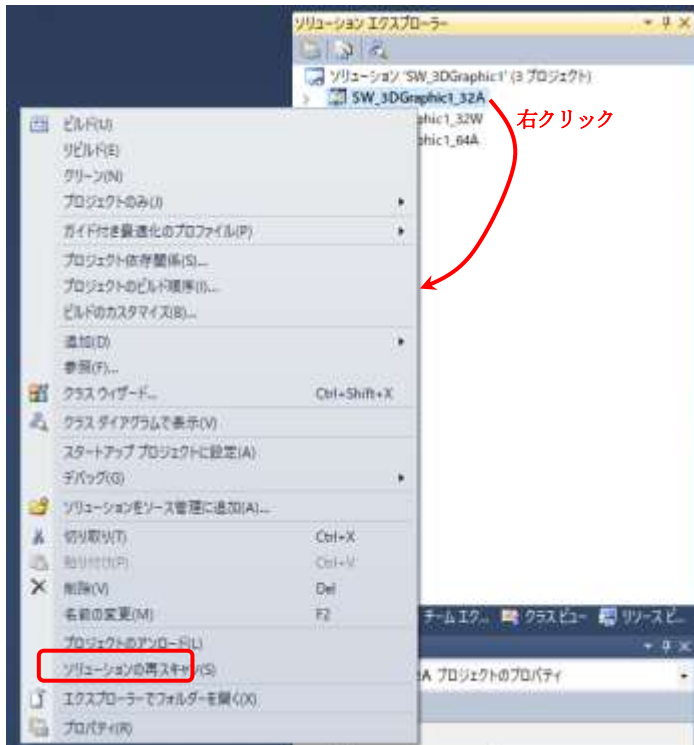 ソリューション エクスプローラー
ソリューション 'SW_3DGraphic1' (3 プロジェクト)
SW_3DGraphic1_32A
phic1_32W
phic1_64A
右クリック
ビルド(U)
リビルド(E)
クリーン(N)
プロジェクトのみ(J)
ガイド付き最適化のプロファイル(P)
プロジェクト依存関係(S)...
プロジェクトのビルド順序(I)...
ビルドのカスタマイズ(B)...
追加(D)
参照(F)...
クラス ウィザード... Ctrl+Shift+X
クラス ダイアグラムで表示(V)
スタートアップ プロジェクトに設定(A)
デバッグ(G)
ソリューションをソース管理に追加(A)...
切り取り(T) Ctrl+X
貼り付け(P) Ctrl+V
削除(V) Del
名前の変更(M) F2
プロジェクトのアンロード(L)
ソリューションの再スキャン(S)
エクスプローラーでフォルダーを開く(X)
プロパティ(R)
チーム エク... クラス ビュー リソース ビ...
A プロジェクトのプロパティ